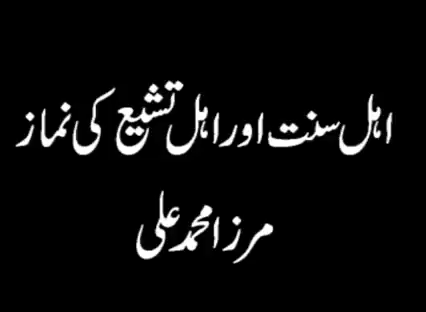 اہل سنت اور اہل تشیع کی نماز
مرزا محمد علی